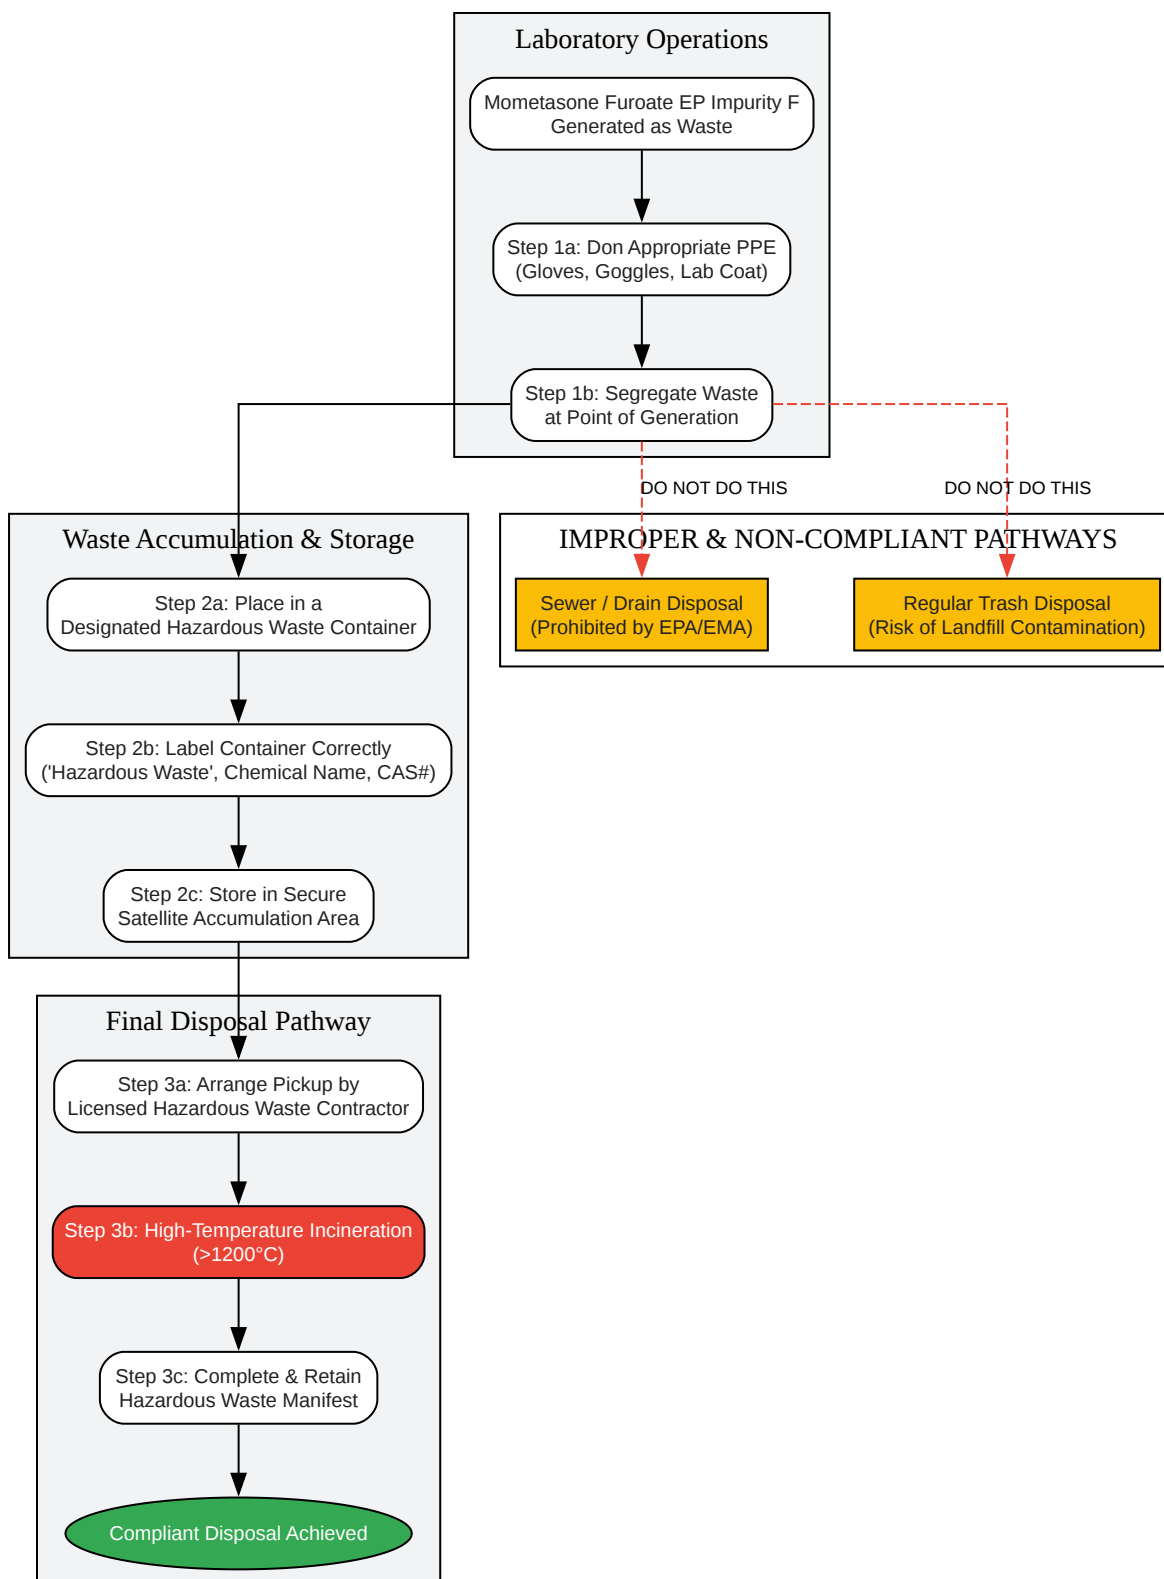 Laboratory Operations
Mometasone Furoate EP Impurity F
Generated as Waste
Step 1a: Don Appropriate PPE
(Gloves, Goggles, Lab Coat)
Step 1b: Segregate Waste
at Point of Generation
DO NOT DO THIS
DO NOT DO THIS
Waste Accumulation & Storage
Step 2a: Place in a
Designated Hazardous Waste Container
Step 2b: Label Container Correctly
('Hazardous Waste', Chemical Name, CAS#)
Step 2c: Store in Secure
Satellite Accumulation Area
IMPROPER & NON-COMPLIANT PATHWAYS
Sewer / Drain Disposal
(Prohibited by EPA/EMA)
Regular Trash Disposal
(Risk of Landfill Contamination)
Final Disposal Pathway
Step 3a: Arrange Pickup by
Licensed Hazardous Waste Contractor
Step 3b: High-Temperature Incineration
(>1200°C)
Step 3c: Complete & Retain
Hazardous Waste Manifest
Compliant Disposal Achieved